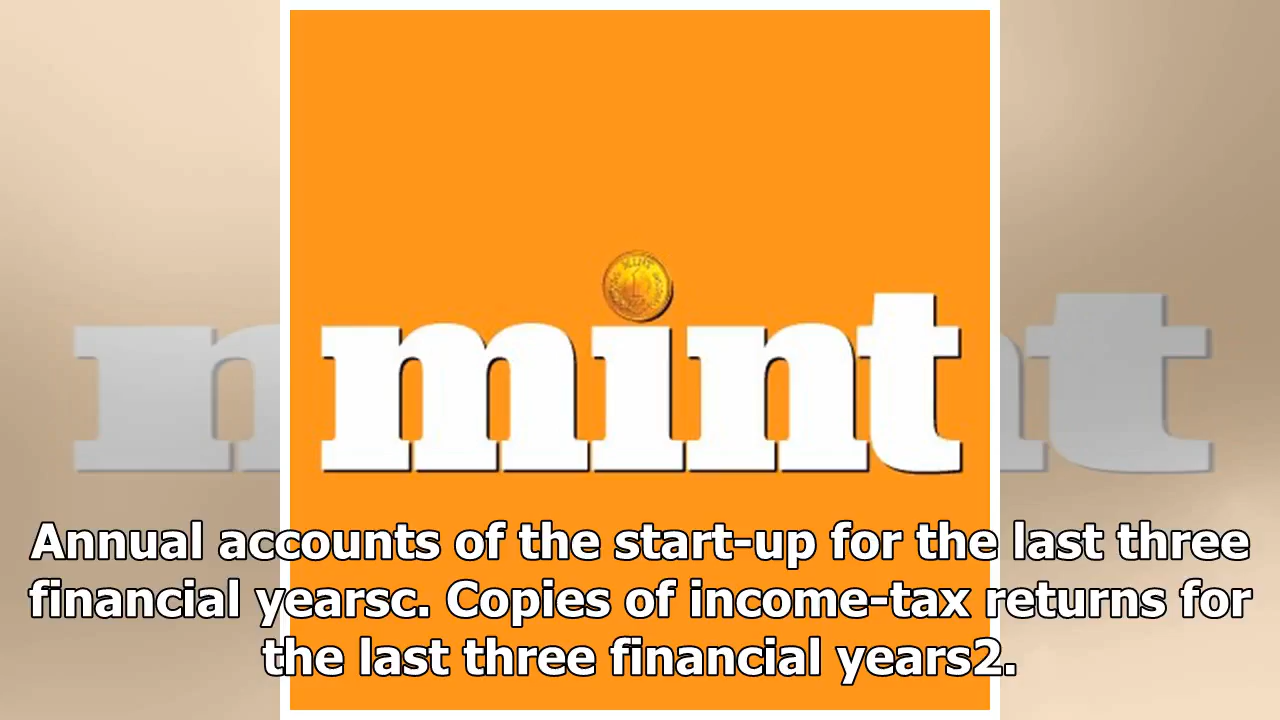 mint
Annual accounts of the start-up for the last three
financial yearsc. Copies of income-tax returns for
the last three financial years2.